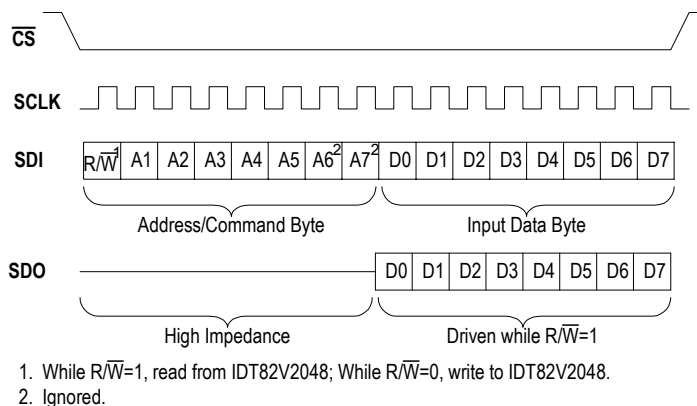 CS
SCLK
SDI R/W1 A1 A2 A3 A4 A5 A62 A72 D0 D1 D2 D3 D4 D5 D6 D7
Address/Command Byte Input Data Byte
SDO D0 D1 D2 D3 D4 D5 D6 D7
High Impedance Driven while R/W=1
1. While R/W=1, read from IDT82V2048; While R/W=0, write to IDT82V2048.
2. Ignored.